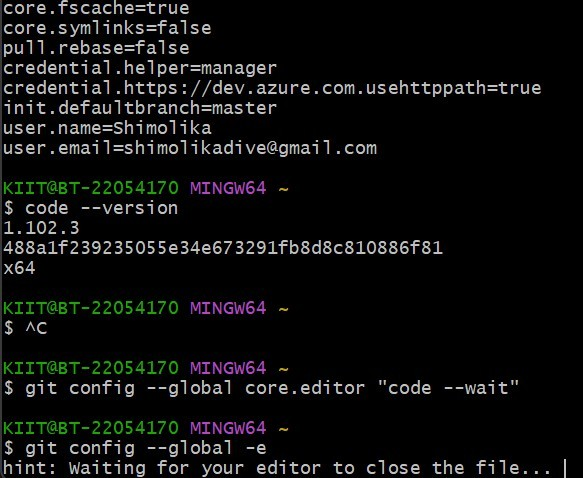 core.fscache=true
core.symlinks=false
pull.rebase=false
credential.helper=manager
credential.https://dev.azure.com.usehttppath=true
init.defaultbranch=master
user.name=Shimolika
user.email=shimolikadive@gmail.com
KIIT@BT-22054170 MINGW64 ~
$ code --version
1.102.3
488a1f239235055e34e673291fb8d8c810886f81
x64
KIIT@BT-22054170 MINGW64 ~
$ ^C
KIIT@BT-22054170 MINGW64 ~
$ git config --global core.editor "code --wait"
KIIT@BT-22054170 MINGW64 ~
$ git config --global -e
hint: Waiting for your editor to close the file...